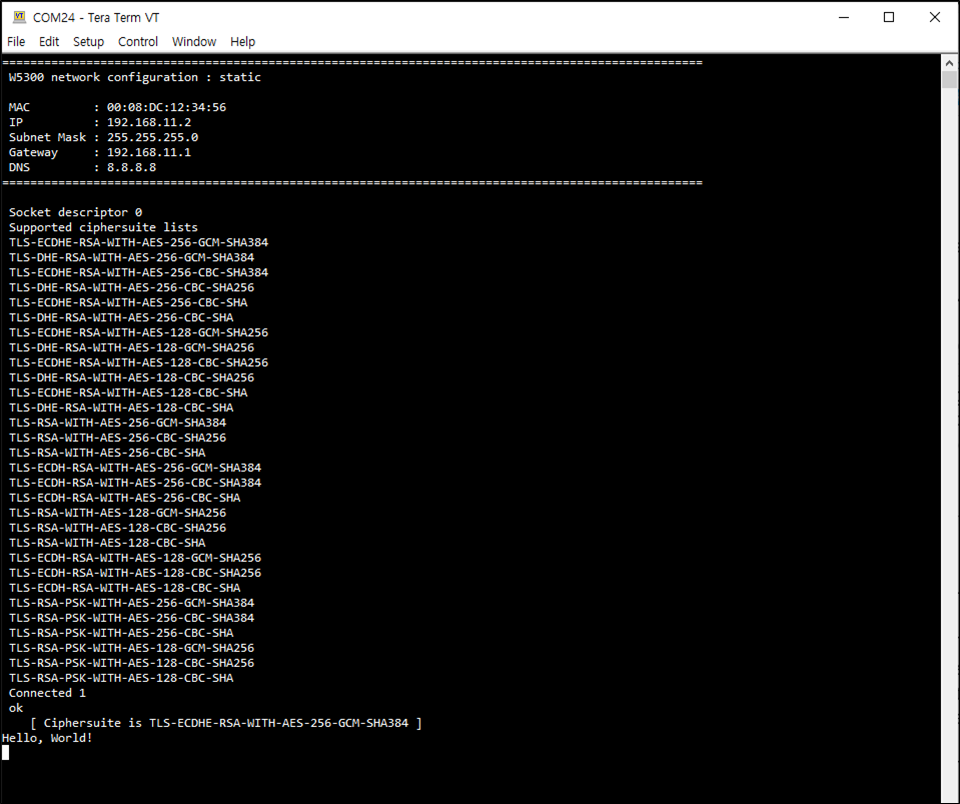 COM24 - Tera Term VT
File Edit Setup Control Window Help
====================================================================================================
W5300 network configuration : static
MAC : 00:08:DC:12:34:56
IP : 192.168.11.2
Subnet Mask : 255.255.255.0
Gateway : 192.168.11.1
DNS : 8.8.8.8
====================================================================================================
Socket descriptor 0
Supported ciphersuite lists
TLS-ECDHE-RSA-WITH-AES-256-GCM-SHA384
TLS-DHE-RSA-WITH-AES-256-GCM-SHA384
TLS-ECDHE-RSA-WITH-AES-256-CBC-SHA384
TLS-DHE-RSA-WITH-AES-256-CBC-SHA256
TLS-ECDHE-RSA-WITH-AES-256-CBC-SHA
TLS-DHE-RSA-WITH-AES-256-CBC-SHA
TLS-ECDHE-RSA-WITH-AES-128-GCM-SHA256
TLS-DHE-RSA-WITH-AES-128-GCM-SHA256
TLS-ECDHE-RSA-WITH-AES-128-CBC-SHA256
TLS-DHE-RSA-WITH-AES-128-CBC-SHA256
TLS-ECDHE-RSA-WITH-AES-128-CBC-SHA
TLS-DHE-RSA-WITH-AES-128-CBC-SHA
TLS-RSA-WITH-AES-256-GCM-SHA384
TLS-RSA-WITH-AES-256-CBC-SHA256
TLS-RSA-WITH-AES-256-CBC-SHA
TLS-ECDH-RSA-WITH-AES-256-GCM-SHA384
TLS-ECDH-RSA-WITH-AES-256-CBC-SHA384
TLS-ECDH-RSA-WITH-AES-256-CBC-SHA
TLS-RSA-WITH-AES-128-GCM-SHA256
TLS-RSA-WITH-AES-128-CBC-SHA256
TLS-RSA-WITH-AES-128-CBC-SHA
TLS-ECDH-RSA-WITH-AES-128-GCM-SHA256
TLS-ECDH-RSA-WITH-AES-128-CBC-SHA256
TLS-ECDH-RSA-WITH-AES-128-CBC-SHA
TLS-RSA-PSK-WITH-AES-256-GCM-SHA384
TLS-RSA-PSK-WITH-AES-256-CBC-SHA384
TLS-RSA-PSK-WITH-AES-256-CBC-SHA
TLS-RSA-PSK-WITH-AES-128-GCM-SHA256
TLS-RSA-PSK-WITH-AES-128-CBC-SHA256
TLS-RSA-PSK-WITH-AES-128-CBC-SHA
Connected 1
ok
[ Ciphersuite is TLS-ECDHE-RSA-WITH-AES-256-GCM-SHA384 ]
Hello, World!